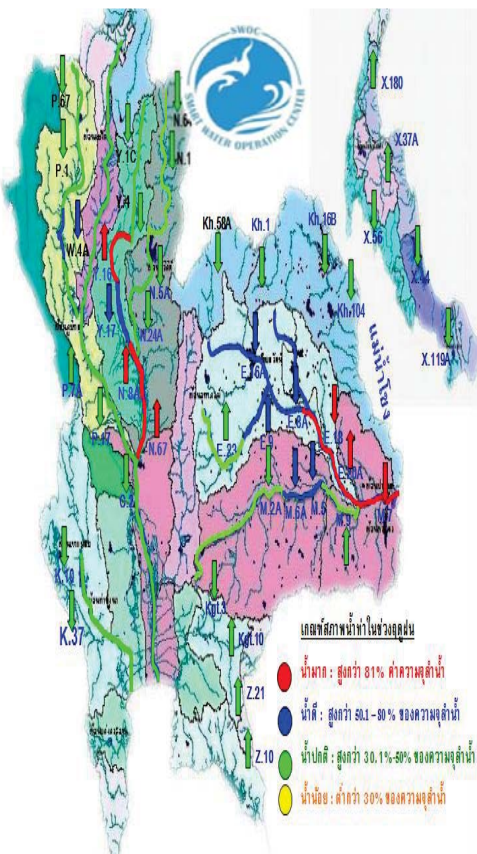 SWOC
SMART WATER OPERATION CENTER
P.67
N.6
X.180
P.1
Y.1C
N.1
X.37A
Y.4
Kh.58A
Kh.1
Kh.16B
W.4A
X.56
Y.16
N.5A
Kh.104
X.44
Y.17
N.24A
แม่น้ำโขง
X.119A
E.16A
P.7A
N.8A
E.8A
P.17
N.67
E.23
E.9
E.18
E.20A
C.2
M.2A
M.6A
M.5
M.9
M.7
K.10
Kgt.3
K.37
Kgt.10
เกณฑ์สภาพน้ำท่าในช่วงฤดูฝน
น้ำมาก : สูงกว่า 81% ค่าความจุลำน้ำ
Z.21
น้ำดี : สูงกว่า 50.1 - 80 % ของความจุลำน้ำ
Z.10
น้ำปกติ : สูงกว่า 30.1%-50% ของความจุลำน้ำ
น้ำน้อย : ต่ำกว่า 30% ของความจุลำน้ำ